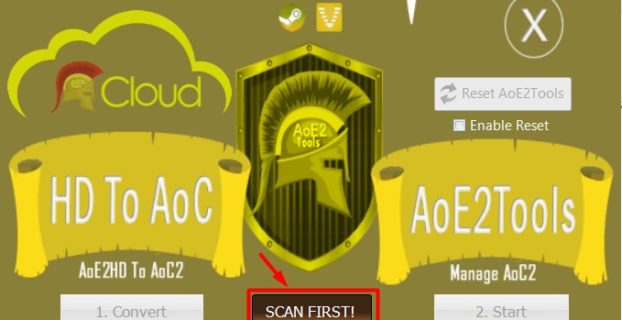 X
Cloud
Reset AoE2Tools
Enable Reset
AoE2
Tools
HD To AoC
AoE2Tools
AoE2HD To AoC2
Manage AoC2
1. Convert
SCAN FIRST!
2. Start